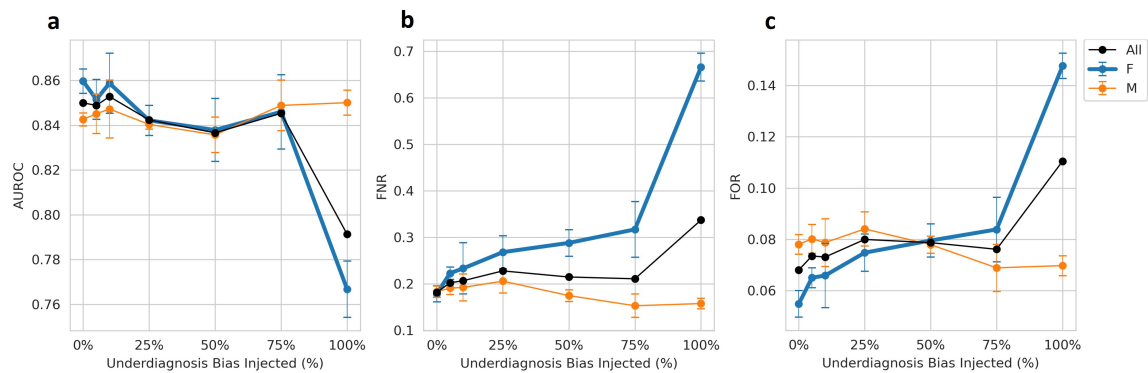 a
AUROC
0.86
0.84
0.82
0.80
0.78
0.76
0% 25% 50% 75% 100%
Underdiagnosis Bias Injected (%)
b
FNR
0.7
0.6
0.5
0.4
0.3
0.2
0.1
0% 25% 50% 75% 100%
Underdiagnosis Bias Injected (%)
c
FOR
0.14
0.12
0.10
0.08
0.06
0% 25% 50% 75% 100%
Underdiagnosis Bias Injected (%)
All
F
M